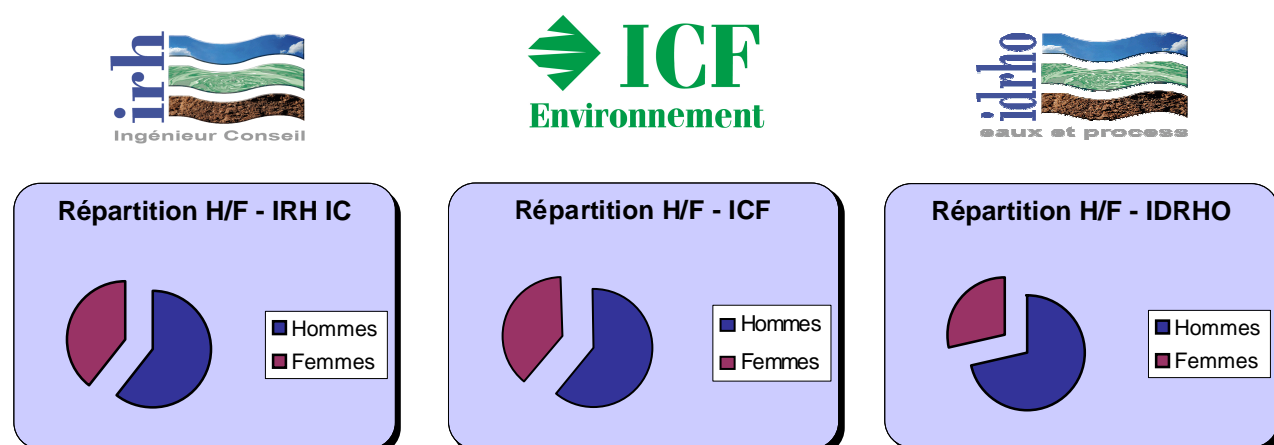 irh
Ingénieur Conseil
ICF
Environnement
idrho
eaux et process
Répartition H/F - IRH IC
Hommes
Femmes
Répartition H/F - ICF
Hommes
Femmes
Répartition H/F - IDRHO
Hommes
Femmes